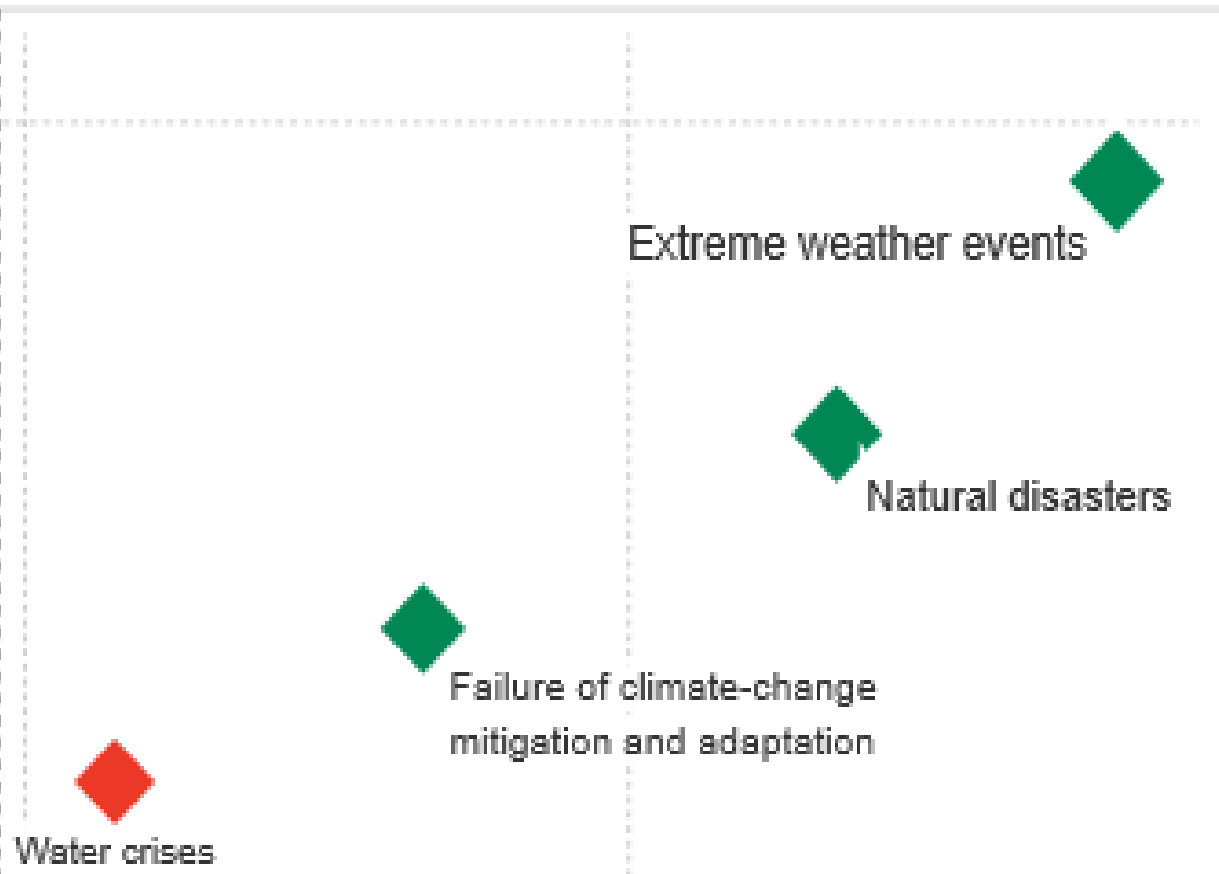 Extreme weather events
Natural disasters
Failure of climate-change
mitigation and adaptation
Water crises